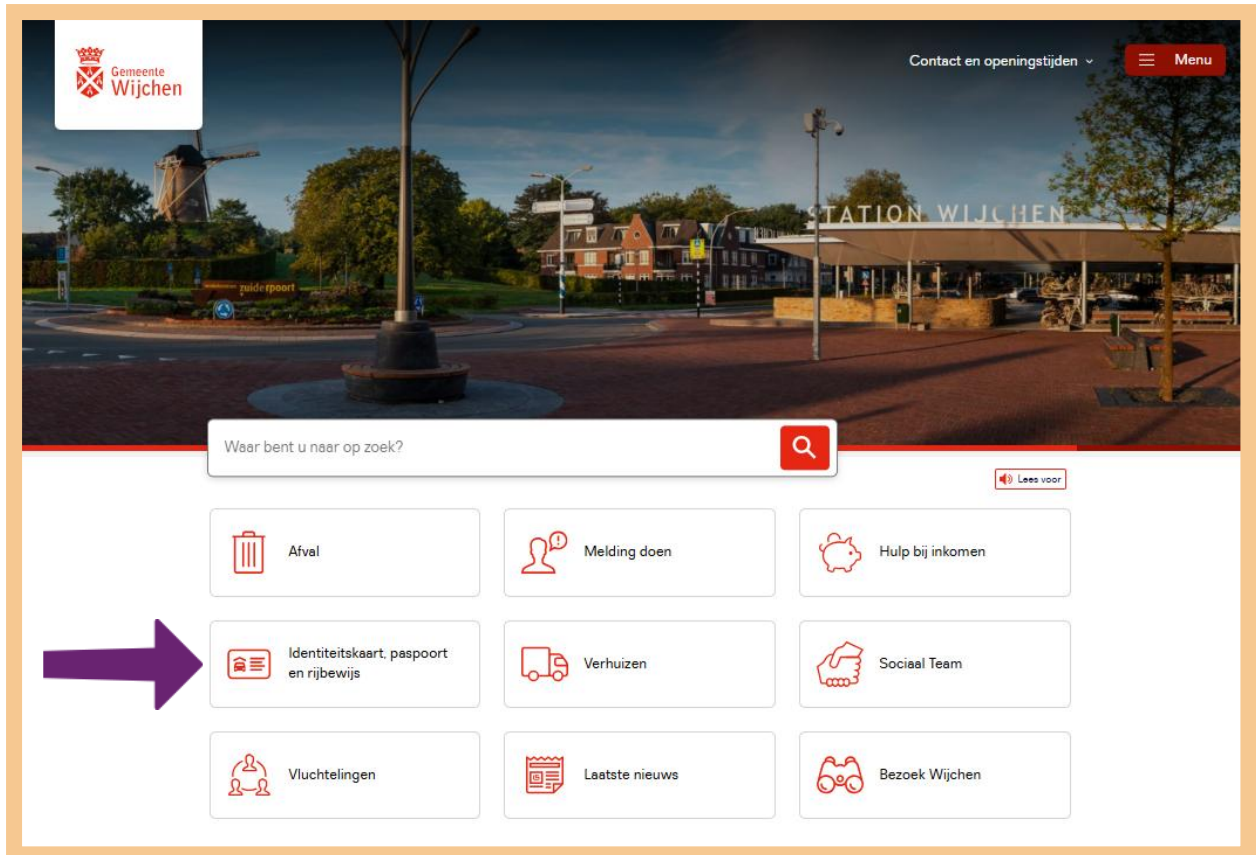 Gemeente
Wijchen
Contact en openingstijden
Menu
STATION WIJCHEN
zuiderpoort
Waar bent u naar op zoek?
Lees voor
Afval
Melding doen
Hulp bij inkomen
Identiteitskaart, paspoort
en rijbewijs
Verhuizen
Sociaal Team
Vluchtelingen
Laatste nieuws
Bezoek Wijchen